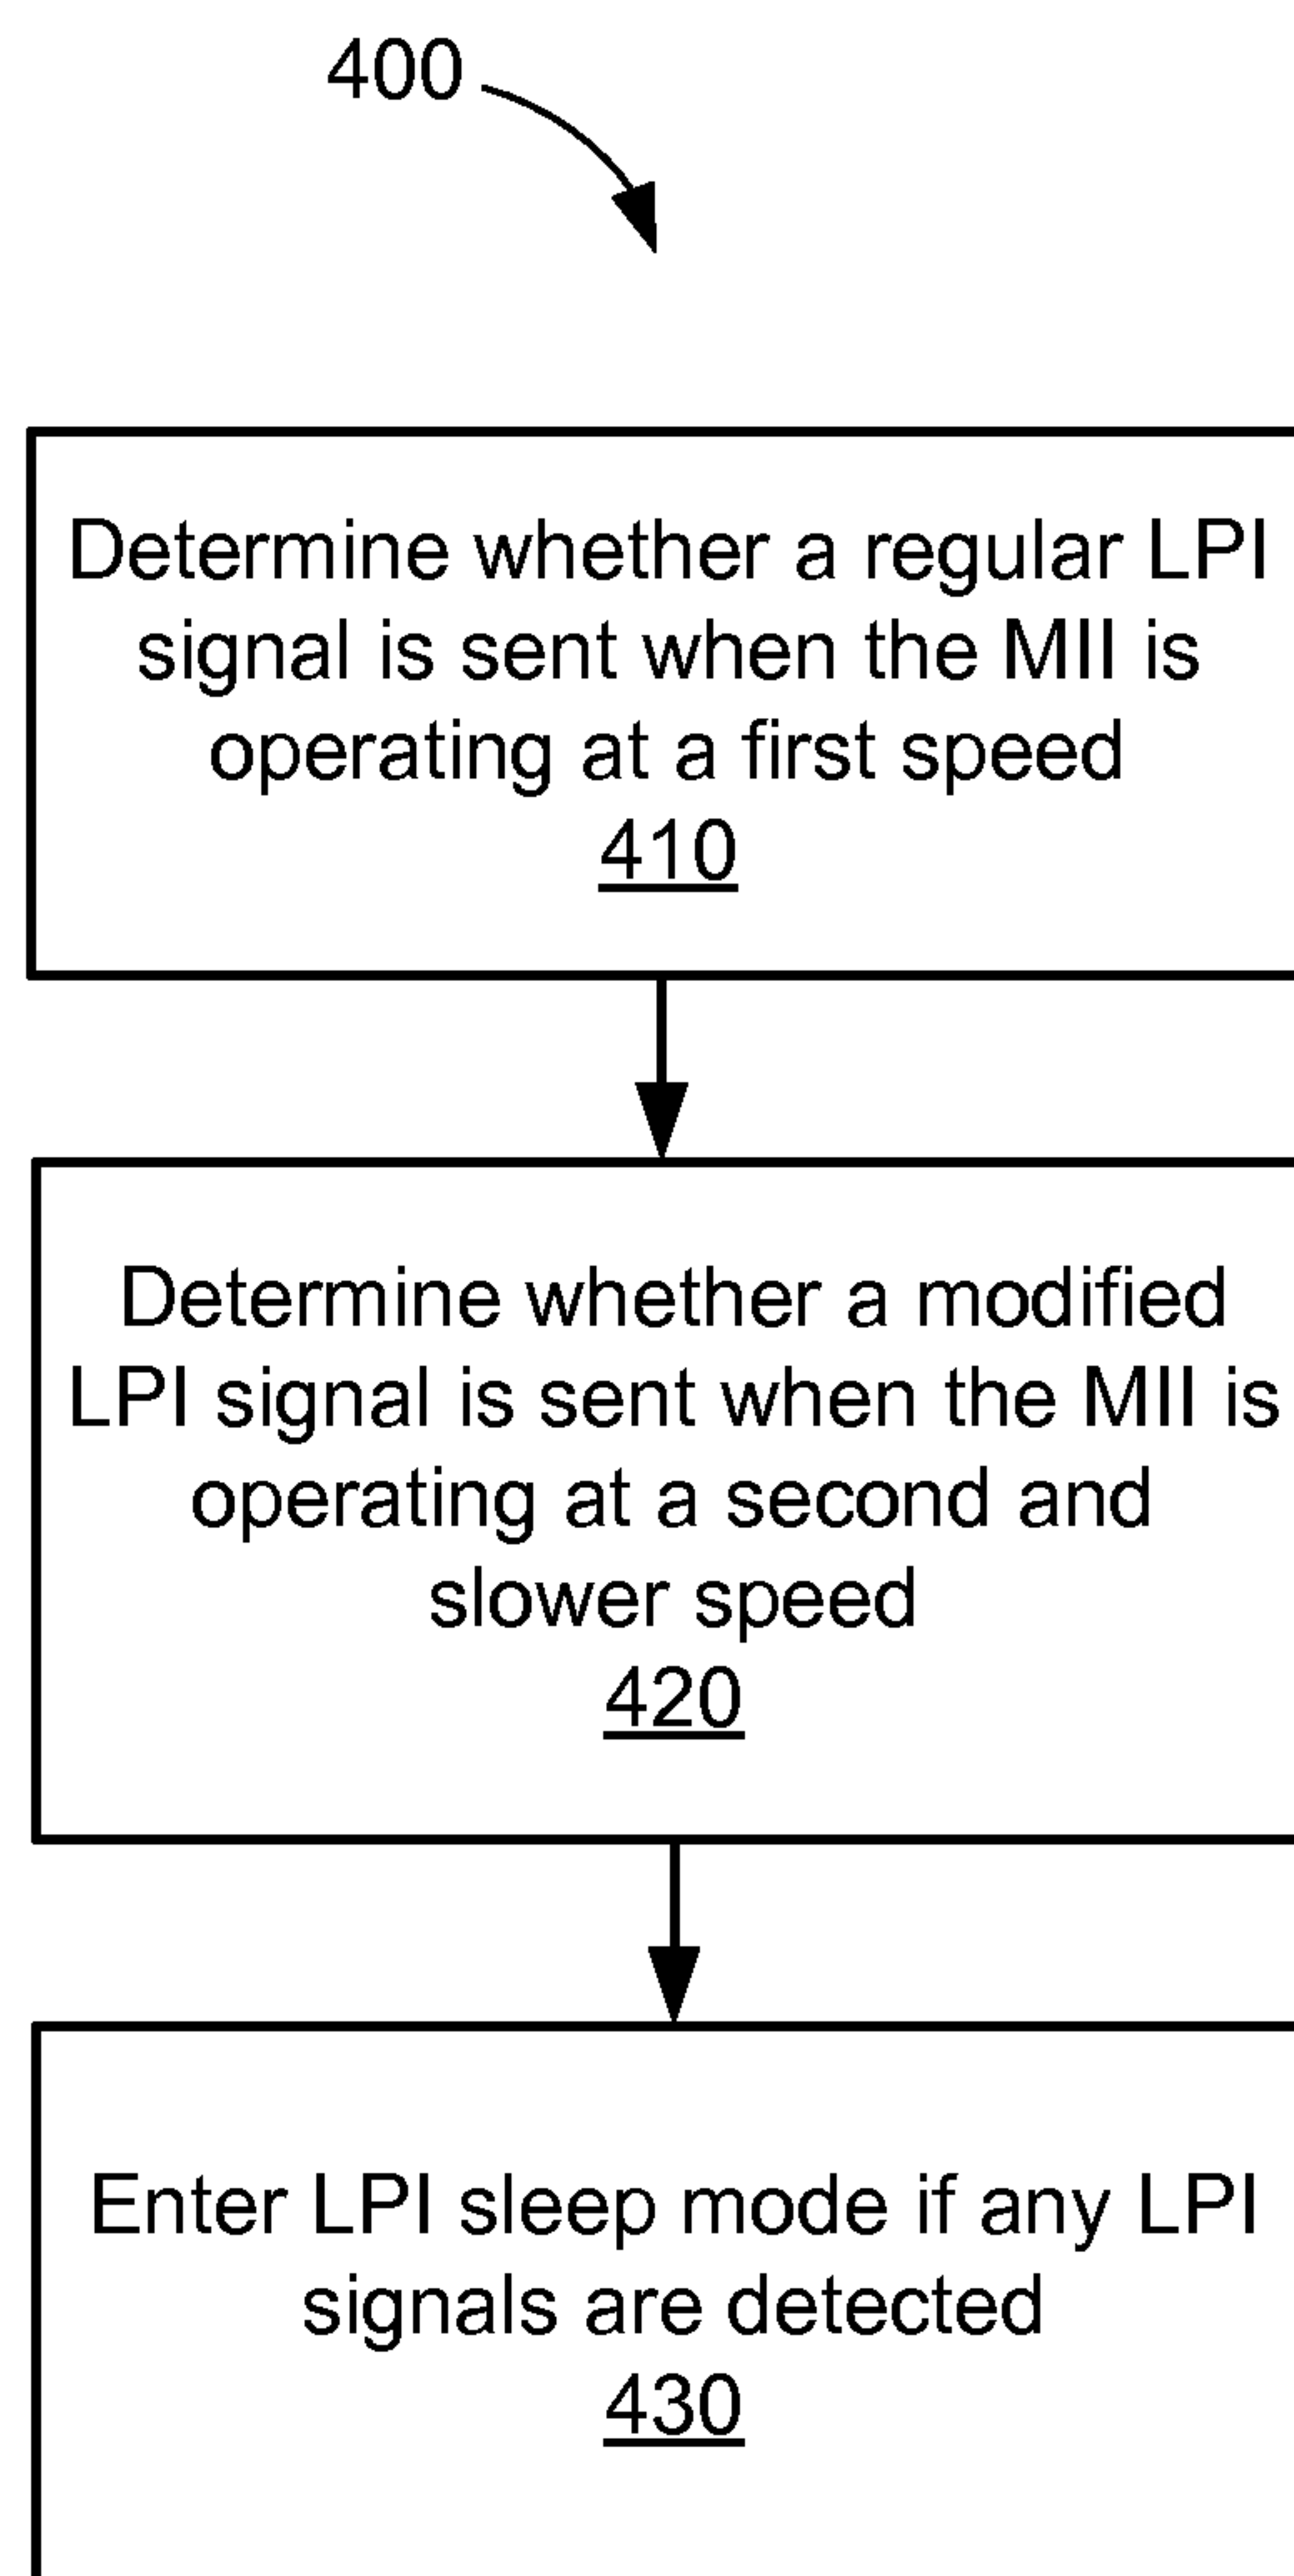 400
Determine whether a regular LPI
signal is sent when the MII is
operating at a first speed
410
Determine whether a modified
LPI signal is sent when the MII is
operating at a second and
slower speed
420
Enter LPI sleep mode if any LPI
signals are detected
430